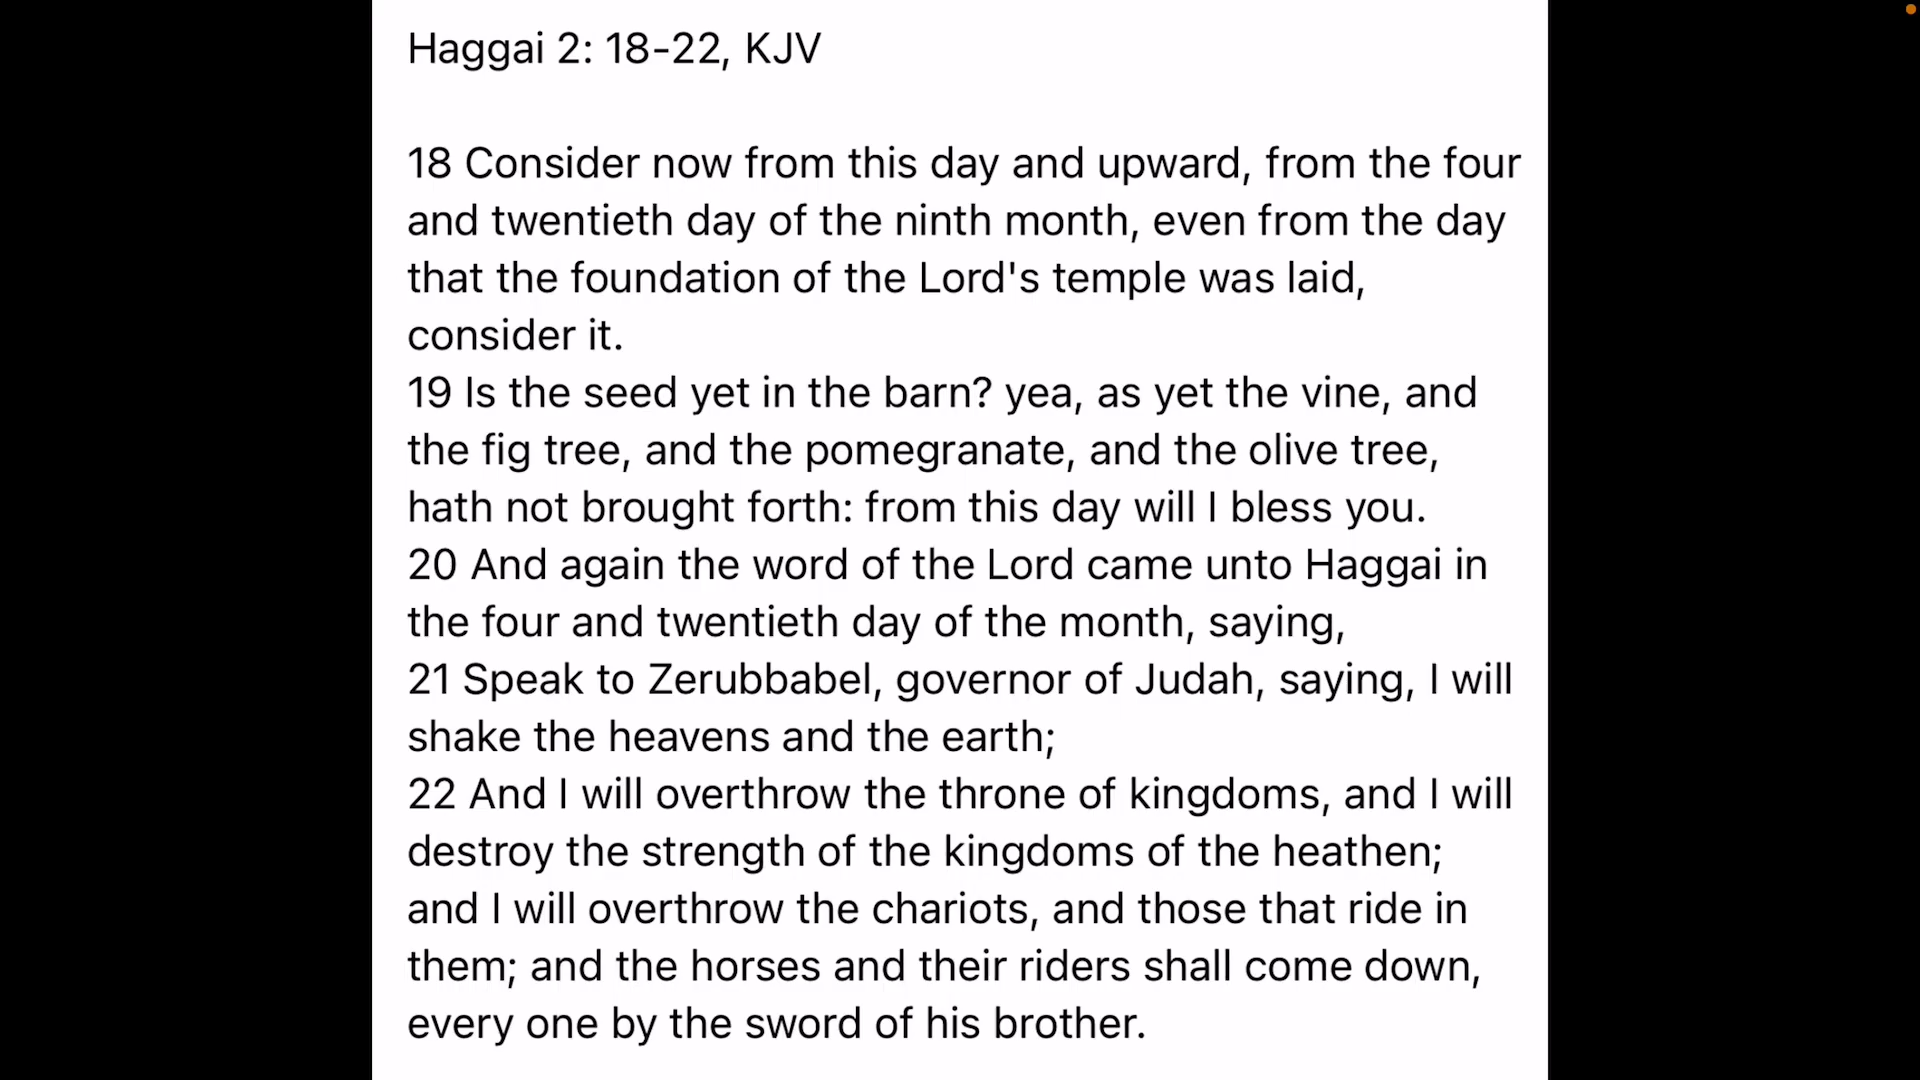 Haggai 2: 18-22, KJV
18 Consider now from this day and upward, from the four
and twentieth day of the ninth month, even from the day
that the foundation of the Lord's temple was laid,
consider it.
19 Is the seed yet in the barn? yea, as yet the vine, and
the fig tree, and the pomegranate, and the olive tree,
hath not brought forth: from this day will I bless you.
20 And again the word of the Lord came unto Haggai in
the four and twentieth day of the month, saying,
21 Speak to Zerubbabel, governor of Judah, saying, I will
shake the heavens and the earth;
22 And I will overthrow the throne of kingdoms, and I will
destroy the strength of the kingdoms of the heathen;
and I will overthrow the chariots, and those that ride in
them; and the horses and their riders shall come down,
every one by the sword of his brother.